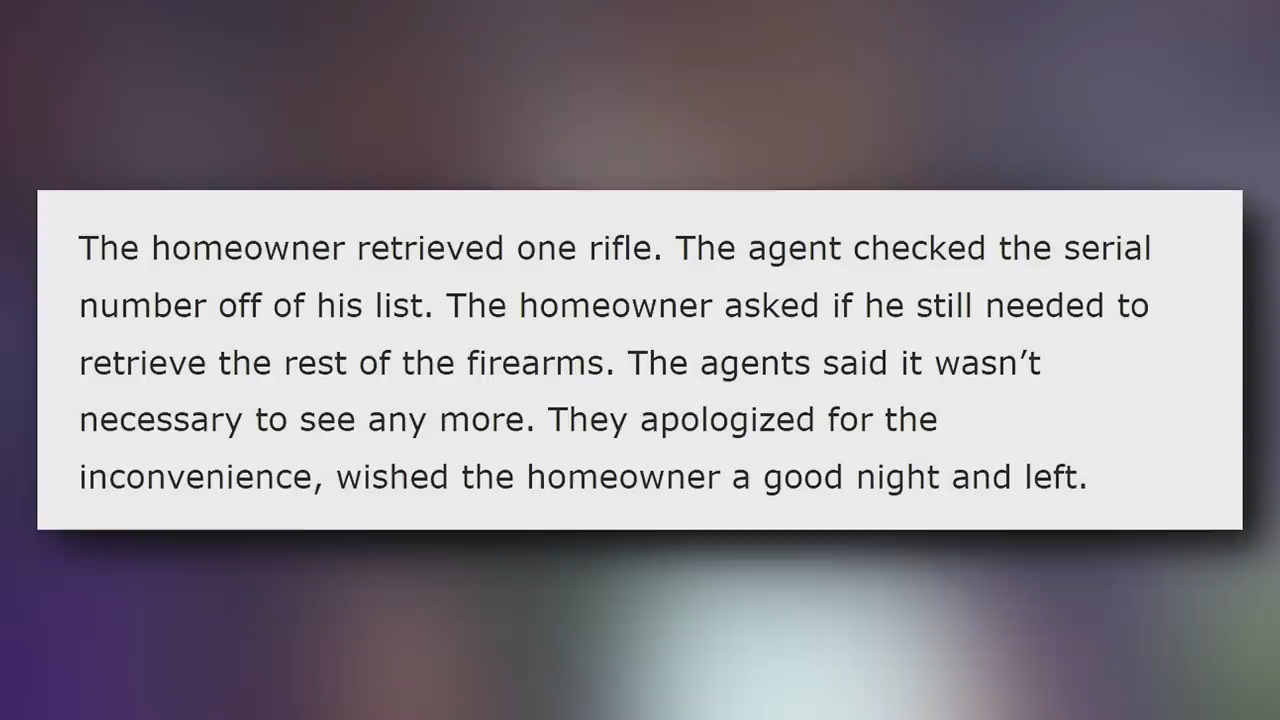 The homeowner retrieved one rifle. The agent checked the serial
number off of his list. The homeowner asked if he still needed to
retrieve the rest of the firearms. The agents said it wasn’t
necessary to see any more. They apologized for the
inconvenience, wished the homeowner a good night and left.